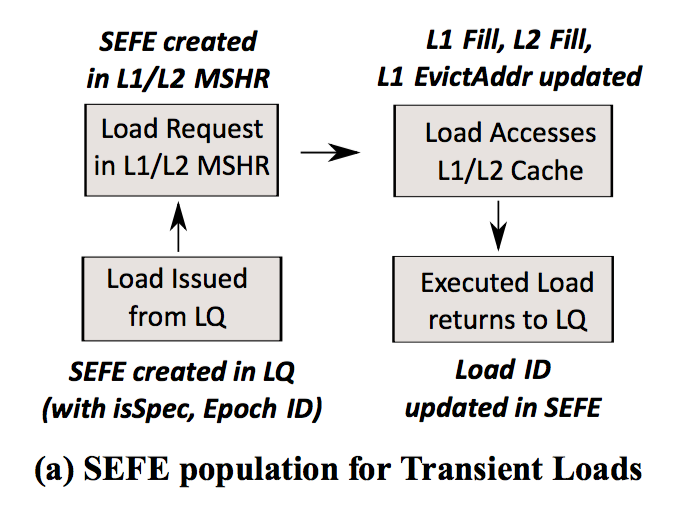 SEFE created
in L1/L2 MSHR
Load Request
in L1/L2 MSHR
L1 Fill, L2 Fill,
L1 EvictAddr updated
Load Accesses
L1/L2 Cache
Load Issued
from LQ
SEFE created in LQ
(with isSpec, Epoch ID)
Executed Load
returns to LQ
Load ID
updated in SEFE
(a) SEFE population for Transient Loads